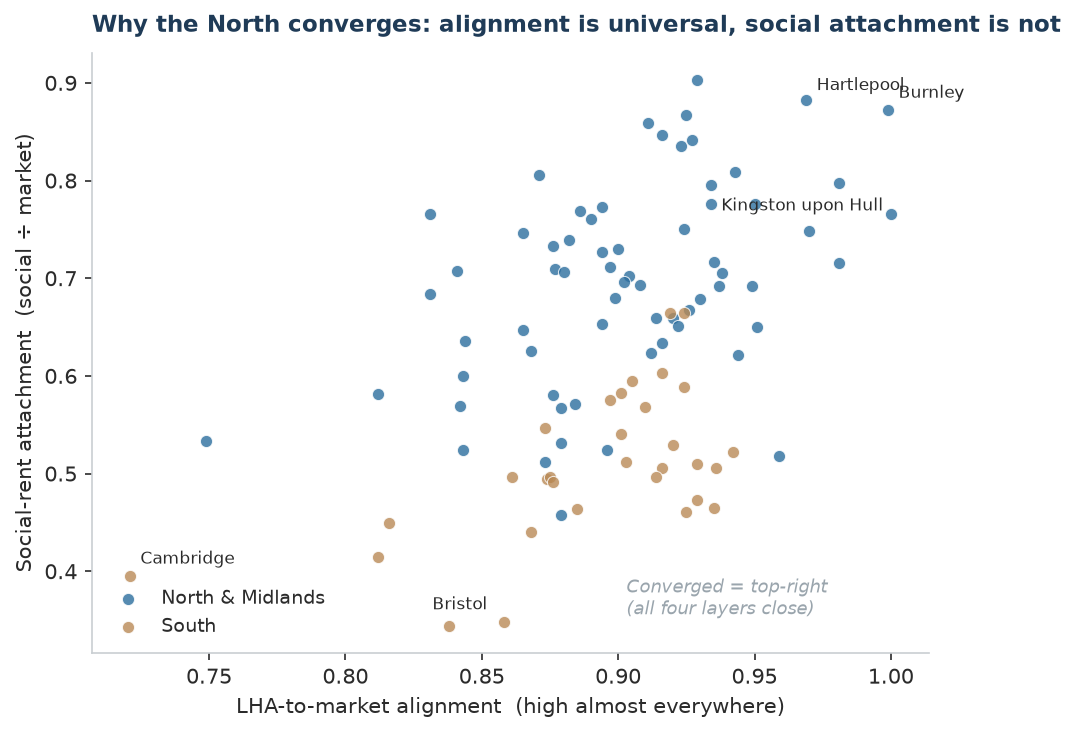 Why the North converges: alignment is universal, social attachment is not
Social-rent attachment  (social ÷ market)
0.9
0.8
0.7
0.6
0.5
0.4
Hartlepool
Burnley
Kingston upon Hull
Cambridge
Bristol
North & Midlands
South
Converged = top-right
(all four layers close)
0.75 0.80 0.85 0.90 0.95 1.00
LHA-to-market alignment  (high almost everywhere)